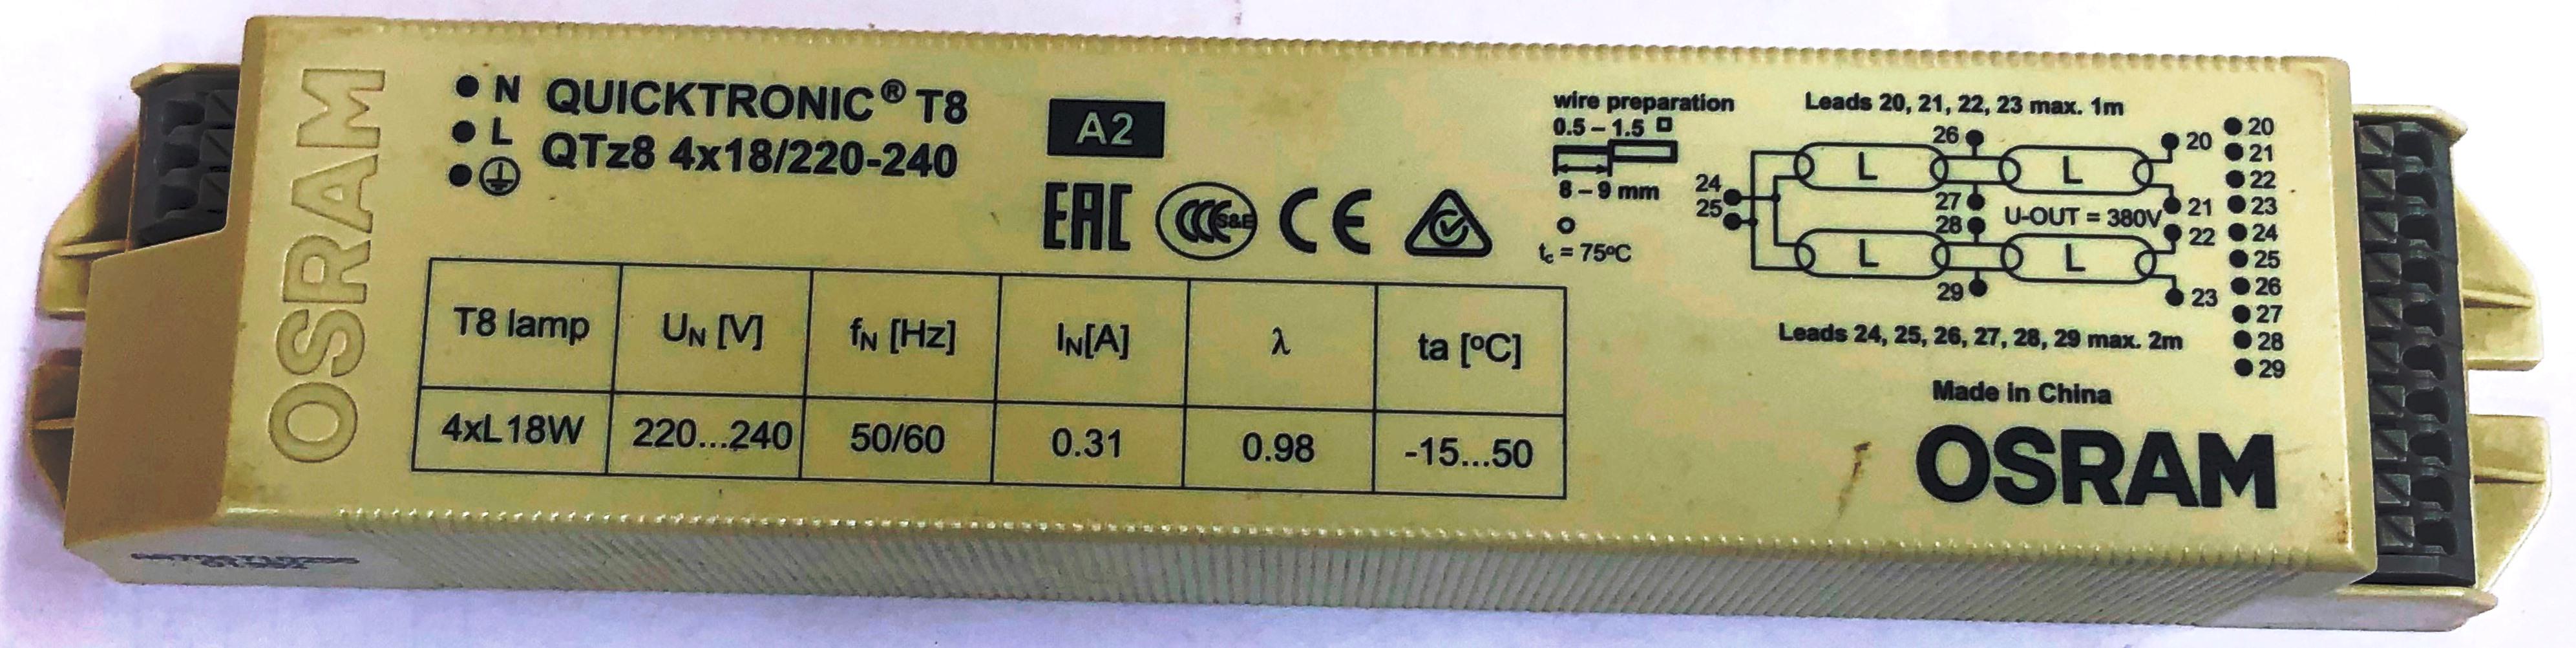 OSRAM
N
L
QUICKTRONIC® T8
QTz8 4x18/220-240
A2
EAC
CCC S&E
CE
T8 lamp UN [V] fN [Hz] IN[A] λ ta [ºC]
4xL18W 220...240 50/60 0.31 0.98 -15...50
wire preparation
0.5 – 1.5
8 – 9 mm
tc = 75ºC
Leads 20, 21, 22, 23 max. 1m
26
20
L
L
24
25
27
28
U-OUT = 380V
21
22
L
L
29
23
Leads 24, 25, 26, 27, 28, 29 max. 2m
20
21
22
23
24
25
26
27
28
29
Made in China
OSRAM